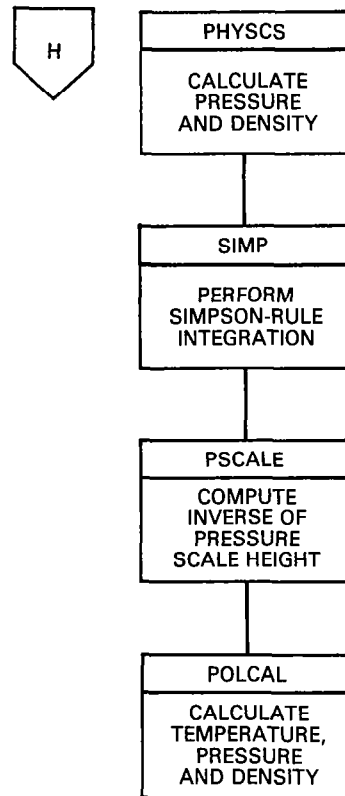 H
PHYSCS
CALCULATE
PRESSURE
AND DENSITY
SIMP
PERFORM
SIMPSON-RULE
INTEGRATION
PSCALE
COMPUTE
INVERSE OF
PRESSURE
SCALE HEIGHT
POLCAL
CALCULATE
TEMPERATURE,
PRESSURE
AND DENSITY